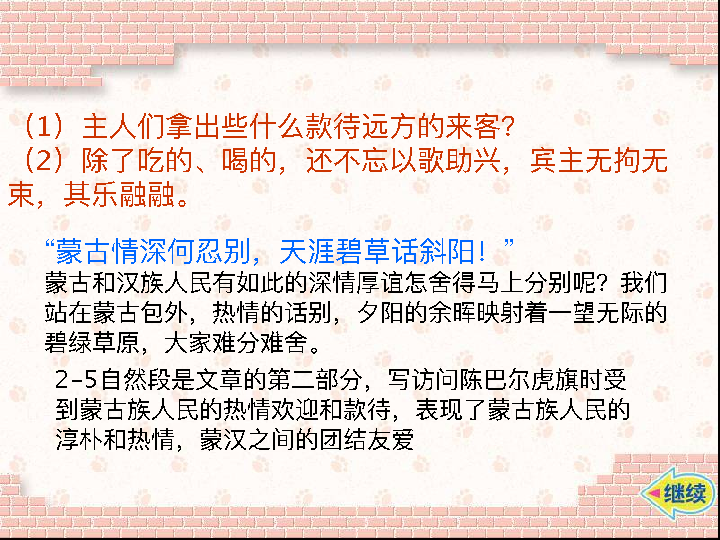 （1）主人们拿出些什么款待远方的来客？
（2）除了吃的、喝的，还不忘以歌助兴，宾主无拘无
束，其乐融融。
“蒙古情深何忍别，天涯碧草话斜阳！”
蒙古和汉族人民有如此的深情厚谊怎舍得马上分别呢？我们
站在蒙古包外，热情的话别，夕阳的余晖映射着一望无际的
碧绿草原，大家难分难舍。
2-5自然段是文章的第二部分，写访问陈巴尔虎旗时受
到蒙古族人民的热情欢迎和款待，表现了蒙古族人民的
淳朴和热情，蒙汉之间的团结友爱
继续